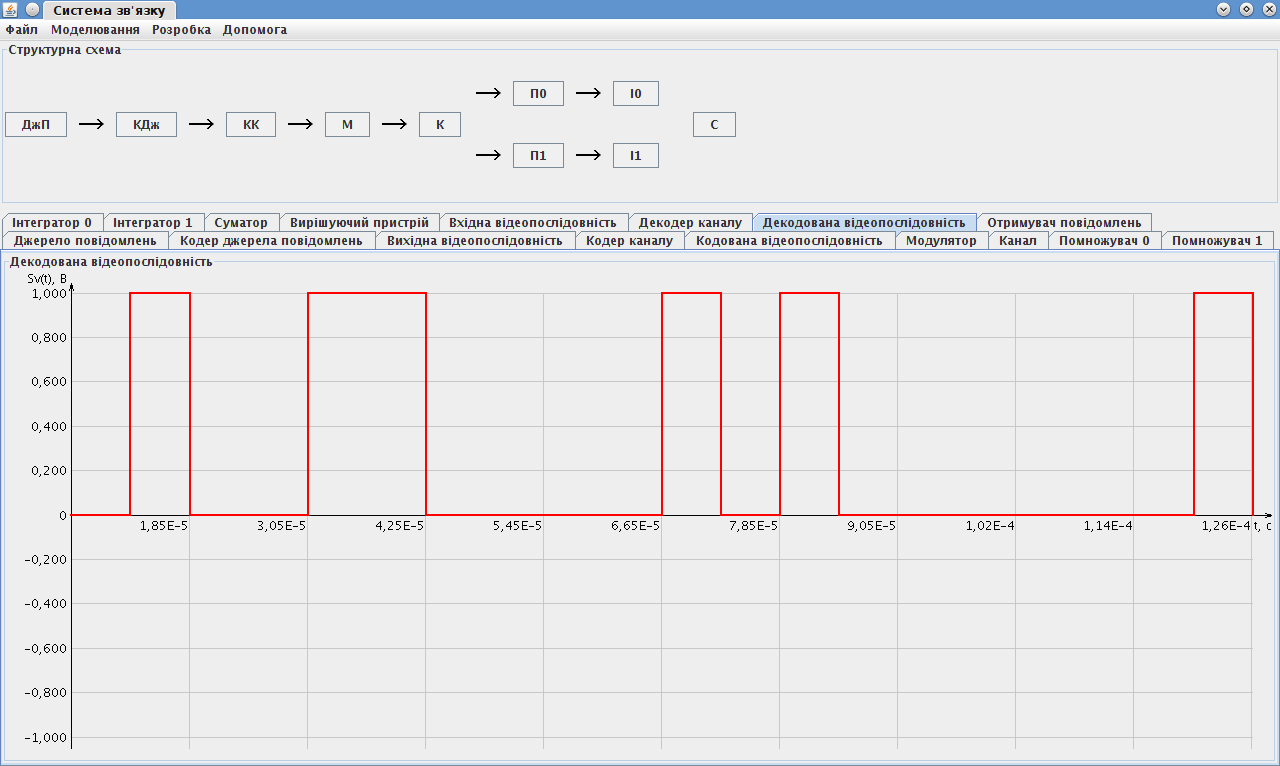 Система зв'язку
Файл Моделювання Розробка Допомога
Структурна схема
П0 І0
ДжП КДж КК М К С
П1 І1
Інтегратор 0 Інтегратор 1 Суматор Вирішуючий пристрій Вхідна відеопослідовність Декодер каналу Декодована відеопослідовність Отримувач повідомлень
Джерело повідомлень Кодер джерела повідомлень Вихідна відеопослідовність Кодер каналу Кодована відеопослідовність Модулятор Канал Помножувач 0 Помножувач 1
Декодована відеопослідовність
Sv(t), В
1,000
0,800
0,600
0,400
0,200
0
1,85E-5 3,05E-5 4,25E-5 5,45E-5 6,65E-5 7,85E-5 9,05E-5 1,02E-4 1,14E-4 1,26E-4 t, c
-0,200
-0,400
-0,600
-0,800
-1,000